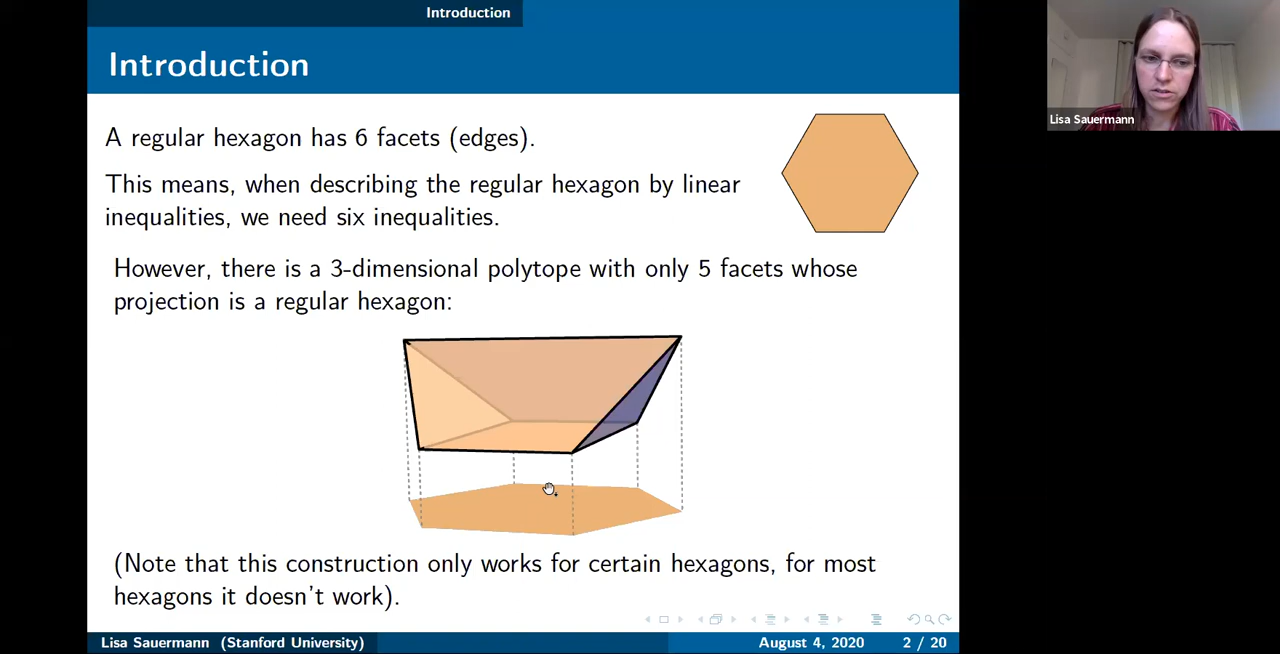 Introduction
Introduction
Lisa Sauermann
A regular hexagon has 6 facets (edges).
This means, when describing the regular hexagon by linear
inequalities, we need six inequalities.
However, there is a 3-dimensional polytope with only 5 facets whose
projection is a regular hexagon:
(Note that this construction only works for certain hexagons, for most
hexagons it doesn't work).
Lisa Sauermann (Stanford University)
August 4, 2020
2 / 20